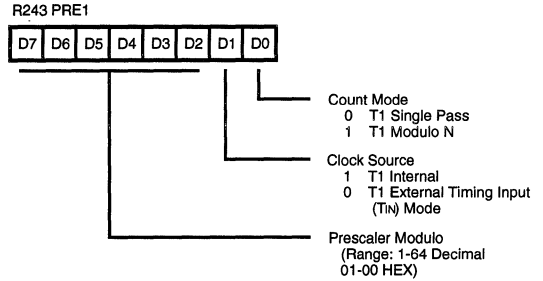 R243 PRE1
D7 D6 D5 D4 D3 D2 D1 D0
Count Mode
0 T1 Single Pass
1 T1 Modulo N
Clock Source
1 T1 Internal
0 T1 External Timing Input
(TIN) Mode
Prescaler Modulo
(Range: 1-64 Decimal
01-00 HEX)